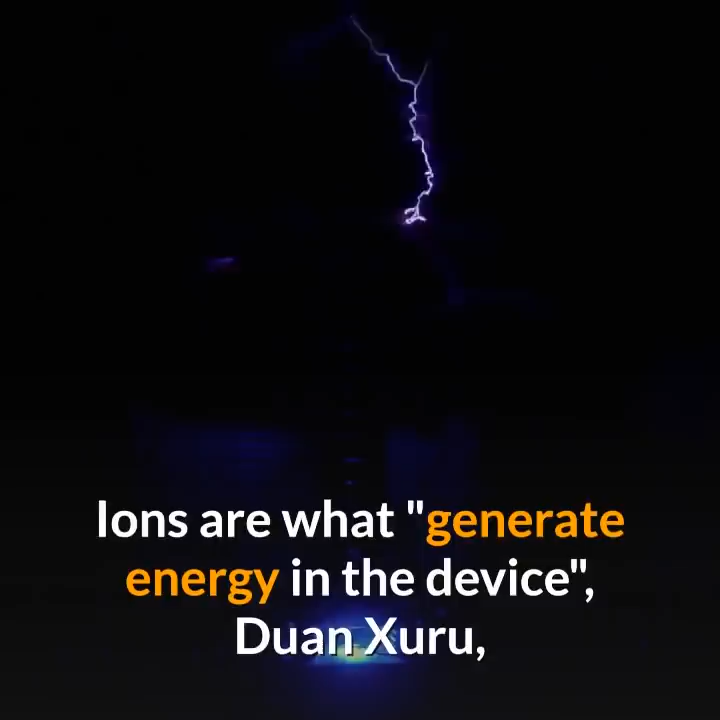 Ions are what "generate
energy in the device",
Duan Xuru,